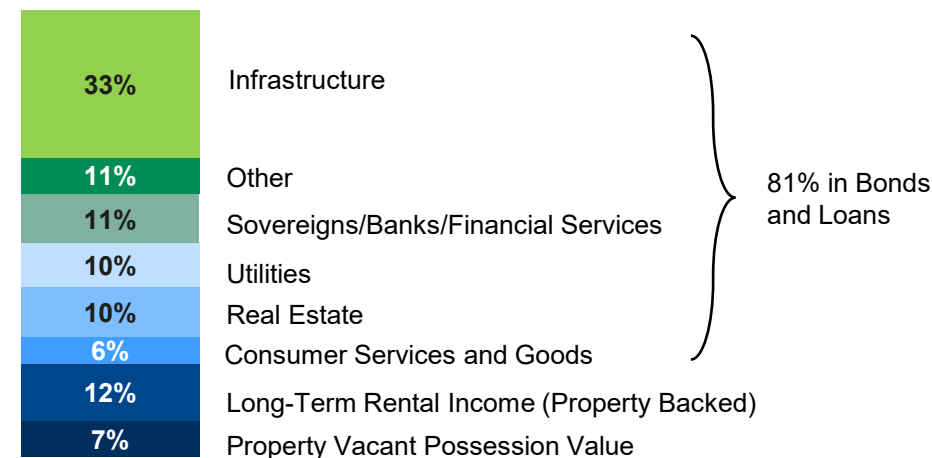 33% Infrastructure
11% Other
81% in Bonds
and Loans
11% Sovereigns/Banks/Financial Services
10% Utilities
10% Real Estate
6% Consumer Services and Goods
12% Long-Term Rental Income (Property Backed)
7% Property Vacant Possession Value